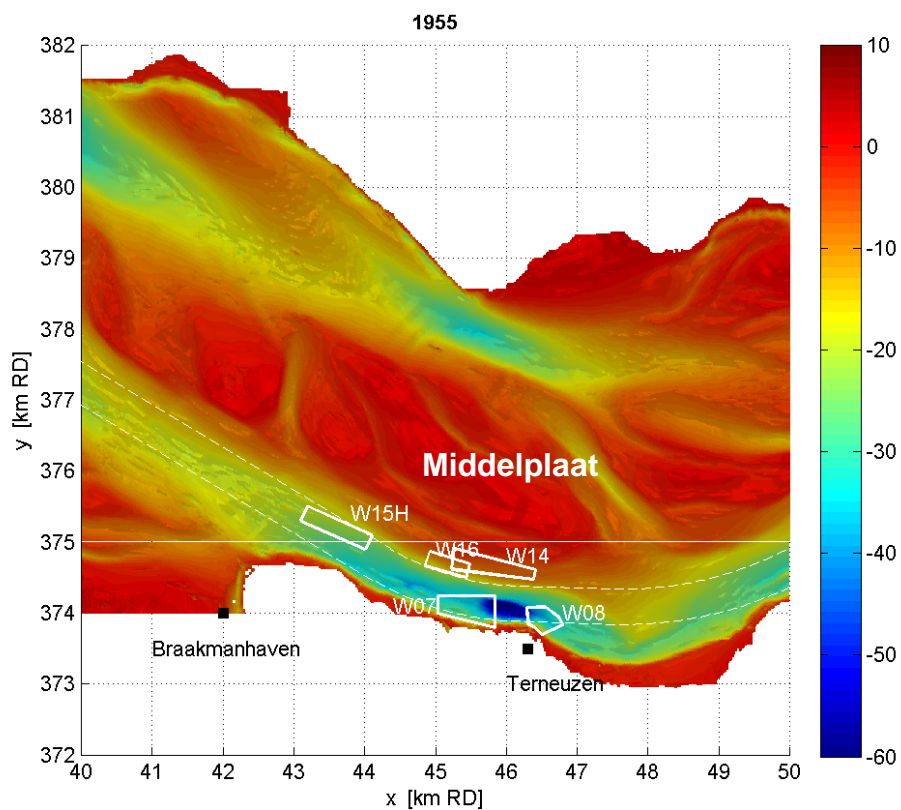 1955
382
381
380
379
378
377
376
375
374
373
372
y [km RD]
40 41 42 43 44 45 46 47 48 49 50
x [km RD]
10
0
-10
-20
-30
-40
-50
-60
Middelplaat
W15H
W16
W14
W07
W08
Braakmanhaven
Terneuzen